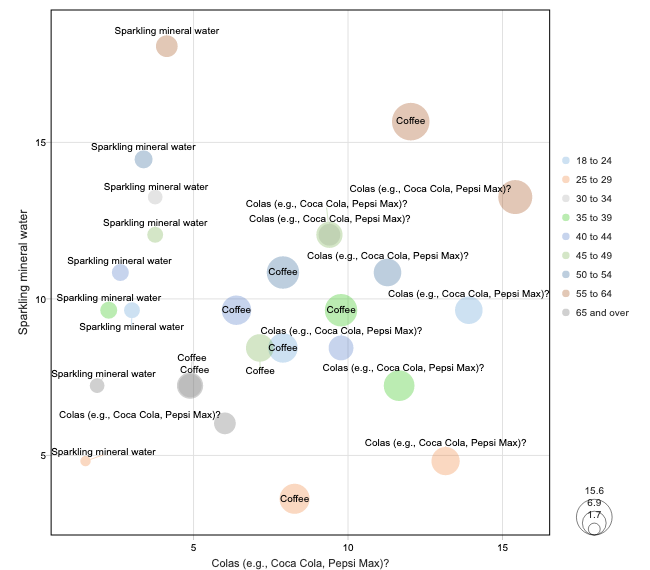 Sparkling mineral water
Coffee
15
Sparkling mineral water
18 to 24
25 to 29
Sparkling mineral water
Colas (e.g., Coca Cola, Pepsi Max)?
30 to 34
Colas (e.g., Coca Cola, Pepsi Max)?
Sparkling mineral water
Colas (e.g., Coca Cola, Pepsi Max)?
35 to 39
40 to 44
Colas (e.g., Coca Cola, Pepsi Max)?
45 to 49
Sparkling mineral water
Coffee
50 to 54
Sparkling mineral water
Colas (e.g., Coca Cola, Pepsi Max)?
55 to 64
10
Sparkling mineral water
Coffee
Coffee
65 and over
Sparkling mineral water
Colas (e.g., Coca Cola, Pepsi Max)?
Coffee
Coffee
Coffee
Coffee
Colas (e.g., Coca Cola, Pepsi Max)?
Sparkling mineral water
Colas (e.g., Coca Cola, Pepsi Max)?
Colas (e.g., Coca Cola, Pepsi Max)?
Sparkling mineral water
5
Coffee
15.6
6.9
1.7
5
10
15
Colas (e.g., Coca Cola, Pepsi Max)?